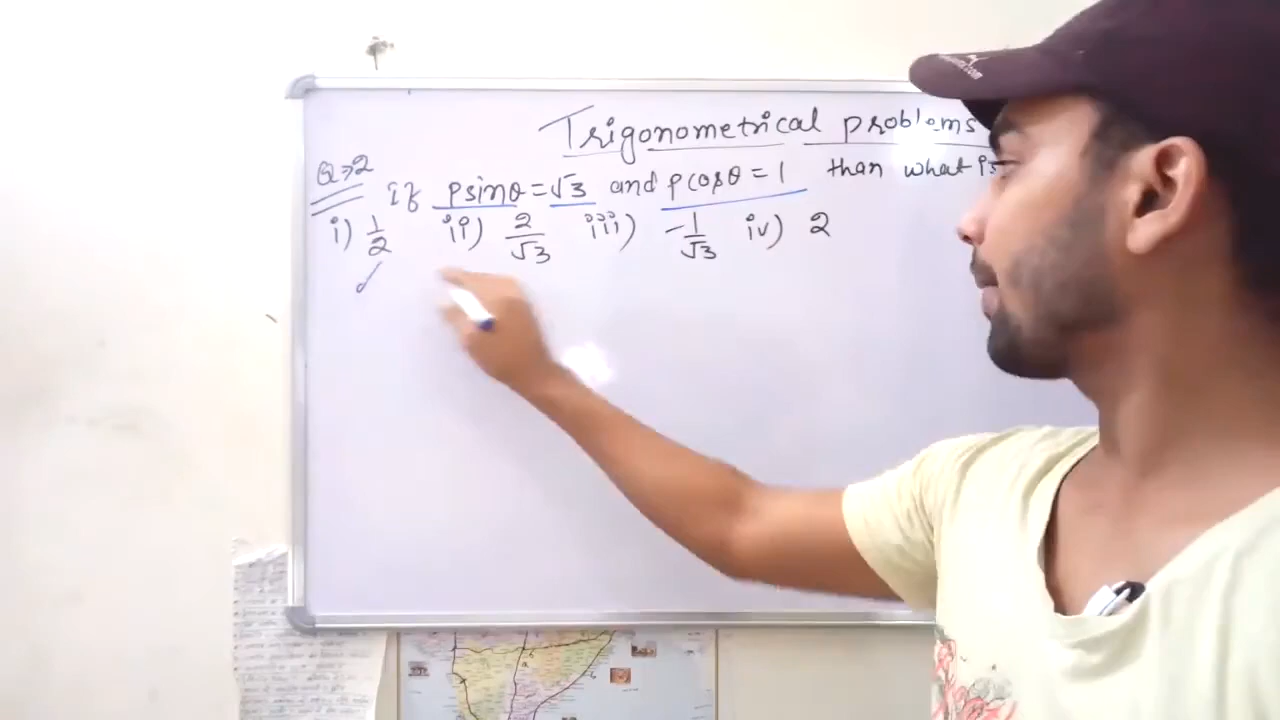 Trigonometrical problems
Q⇒2 if psinθ=√3 and pcosθ=1 than what is
i) 1/2 ii) 2/√3 iii) -1/√3 iv) 2